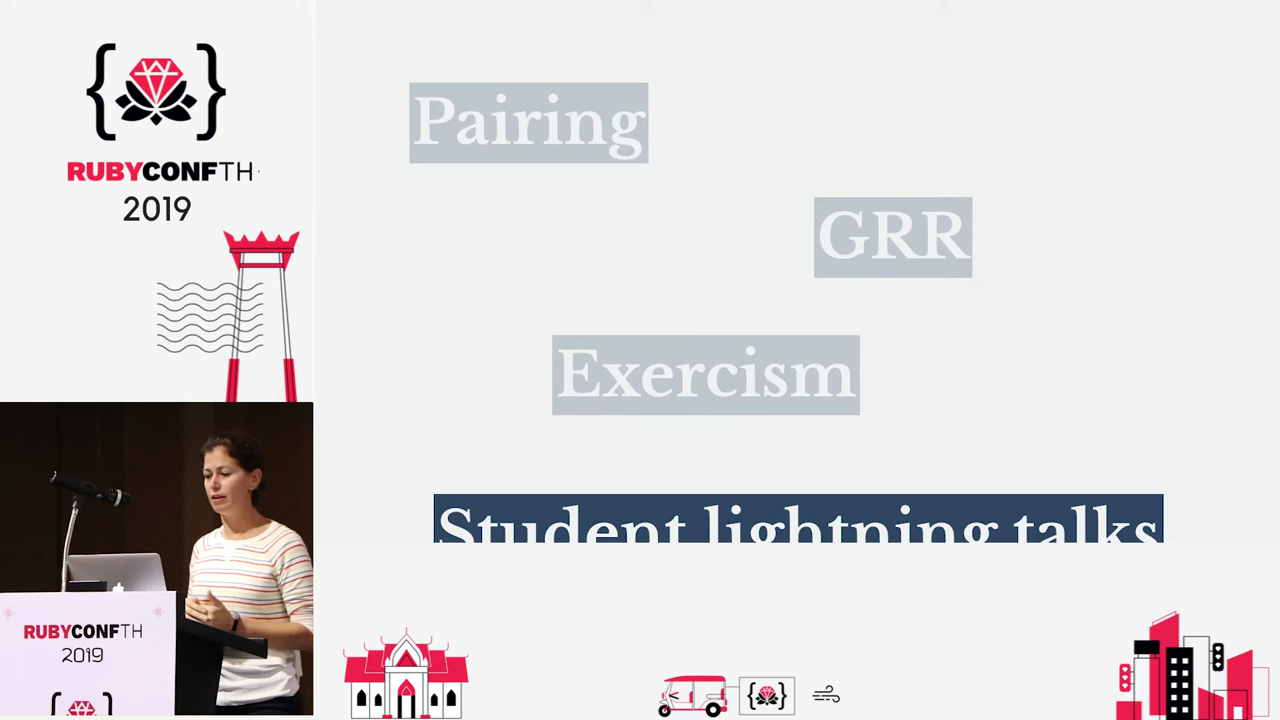 RUBYCONFTH
2019
Pairing
GRR
Exercism
Student lightning talks
RUBYCONFTH
2019